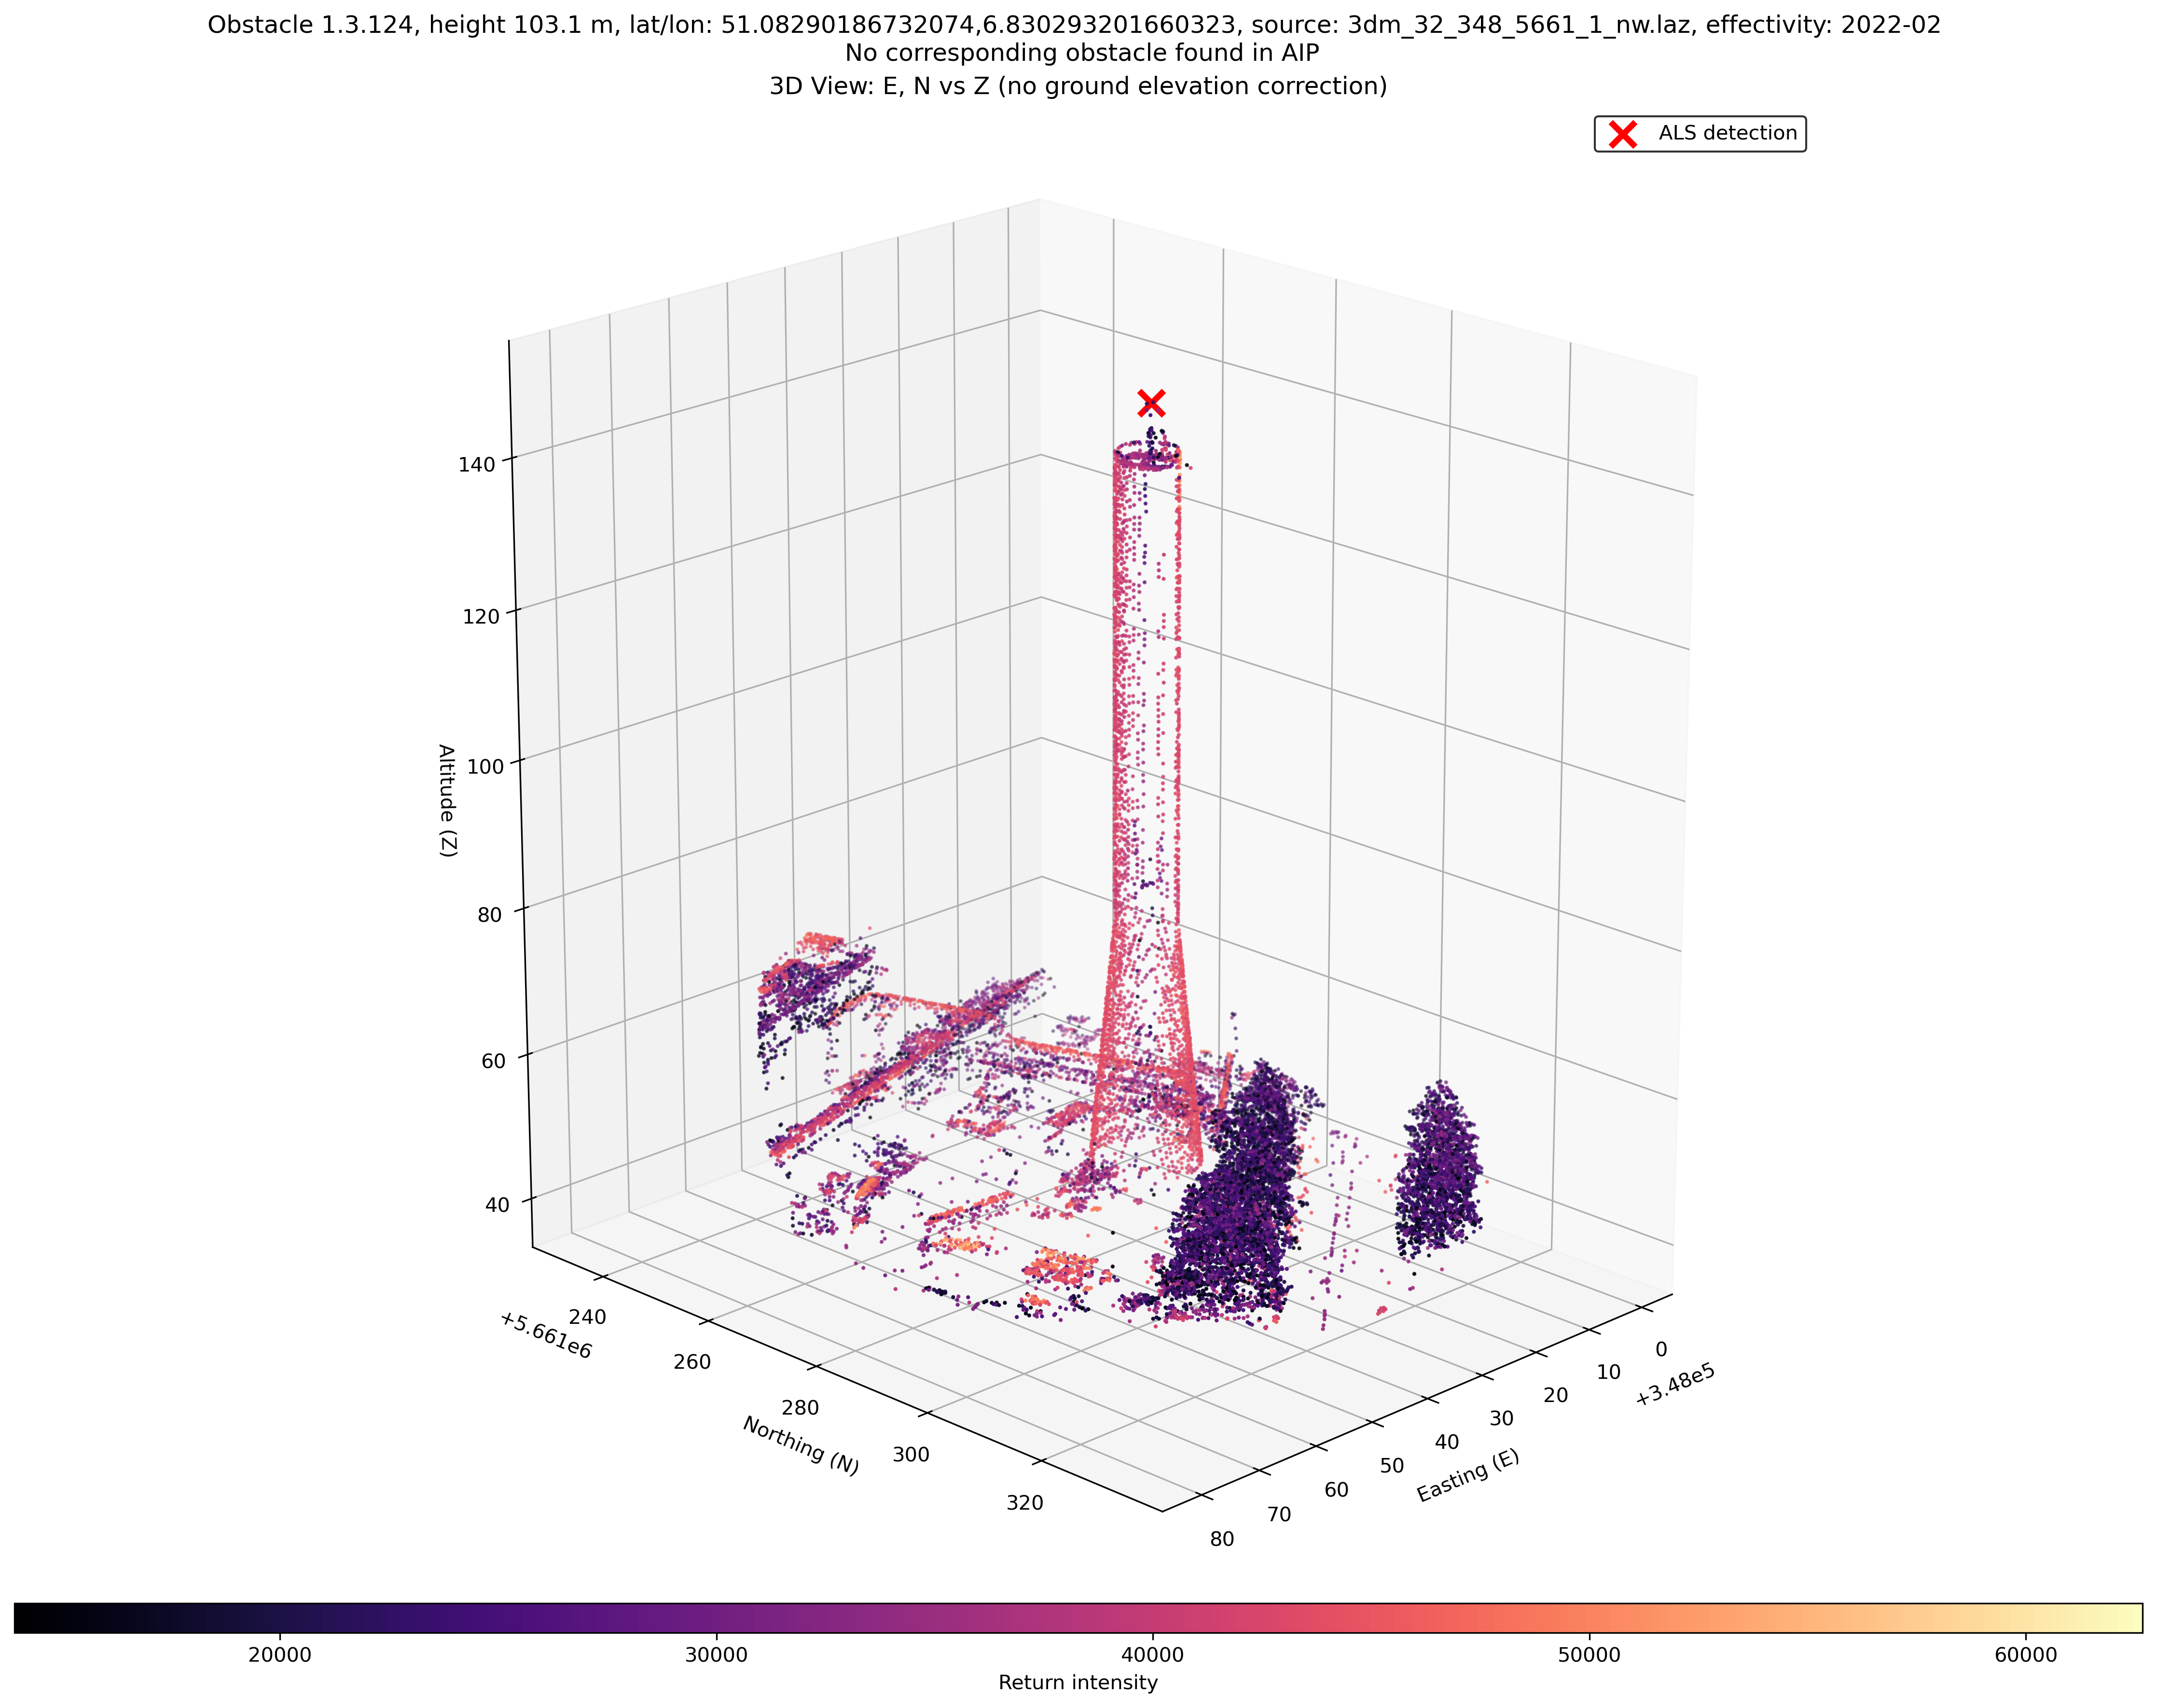 Obstacle 1.3.124, height 103.1 m, lat/lon: 51.08290186732074,6.830293201660323, source: 3dm_32_348_5661_1_nw.laz, effectivity: 2022-02
No corresponding obstacle found in AIP
3D View: E, N vs Z (no ground elevation correction)
ALS detection
140
120
100
80
60
40
Altitude (Z)
240
260
280
300
320
+5.661e6
Northing (N)
0
10
20
30
40
50
60
70
80
+3.48e5
Easting (E)
20000
30000
40000
50000
60000
Return intensity